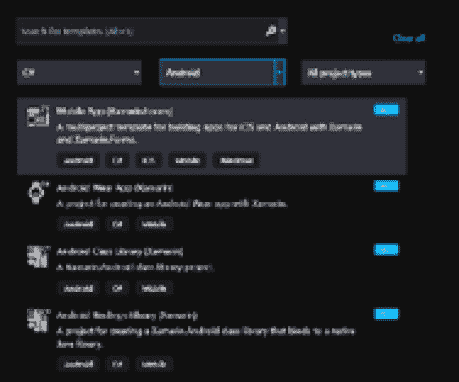 Search for templates (Alt+S)
Clear all
C#
Android
All project types
Mobile App (Xamarin.Forms)
A multiproject template for building apps for iOS and Android with Xamarin
and Xamarin.Forms.
Android C# iOS Mobile Windows
Android Wear App (Xamarin)
A project for creating an Android Wear app with Xamarin.
Android C# Mobile
Android Class Library (Xamarin)
A Xamarin.Android class library project.
Android C# Mobile
Android Bindings Library (Xamarin)
A project for creating a Xamarin.Android class library that binds to a native
Java library.
Android C# Mobile